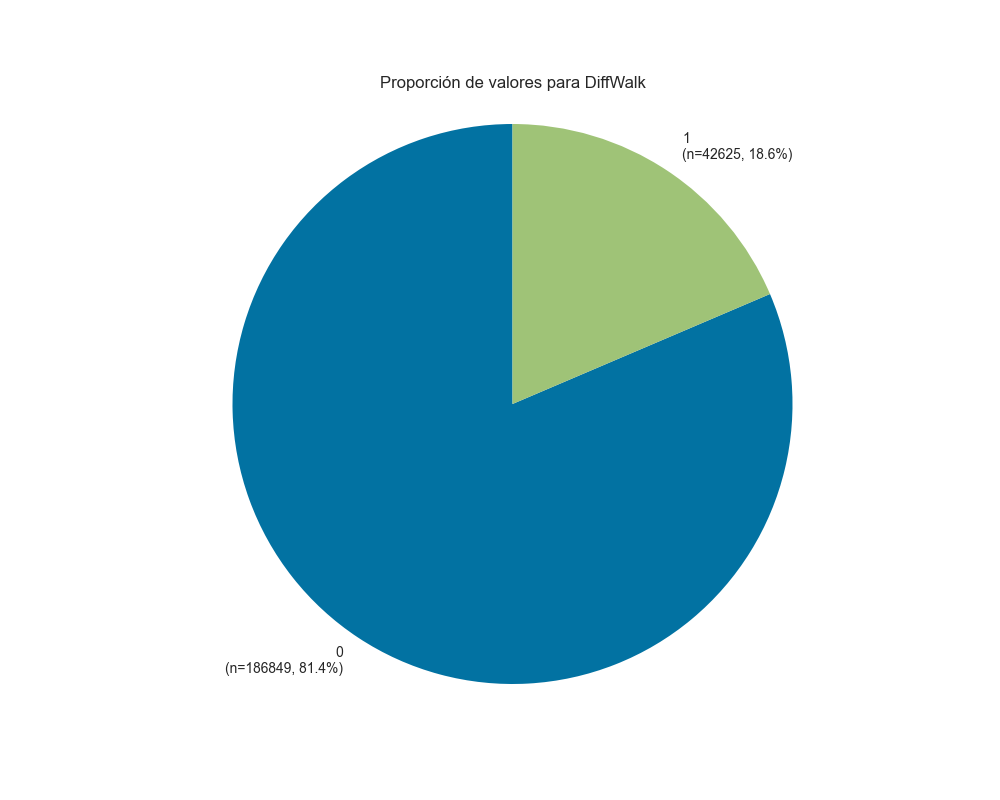 Proporción de valores para DiffWalk
1
(n=42625, 18.6%)
0
(n=186849, 81.4%)